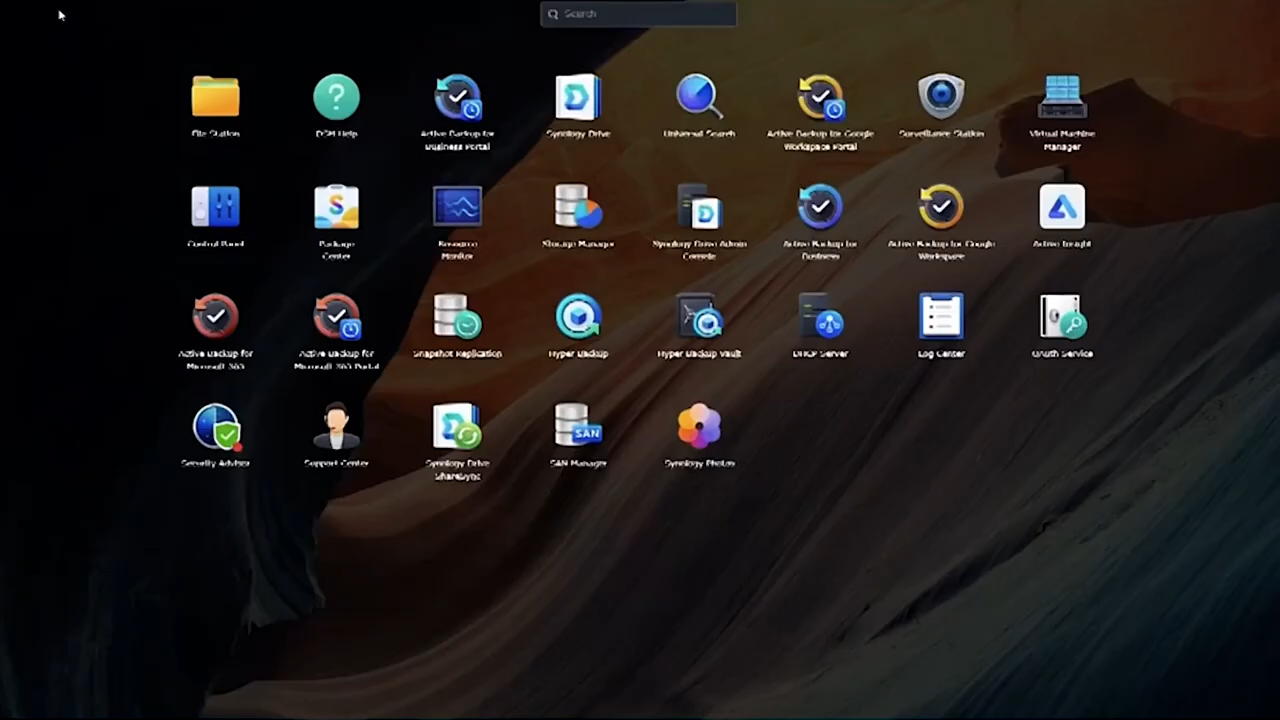 Search
File Station
DSM Help
Active Backup for
Business Portal
Synology Drive
Universal Search
Active Backup for Google
Workspace Portal
Surveillance Station
Virtual Machine
Manager
Control Panel
Package
Center
Resource
Monitor
Storage Manager
Synology Drive Admin
Console
Active Backup for
Business
Active Backup for Google
Workspace
Active Insight
Active Backup for
Microsoft 365
Active Backup for
Microsoft 365 Portal
Snapshot Replication
Hyper Backup
Hyper Backup Vault
DHCP Server
Log Center
OAuth Service
Security Advisor
Support Center
Synology Drive
ShareSync
SAN
SAN Manager
Synology Photos